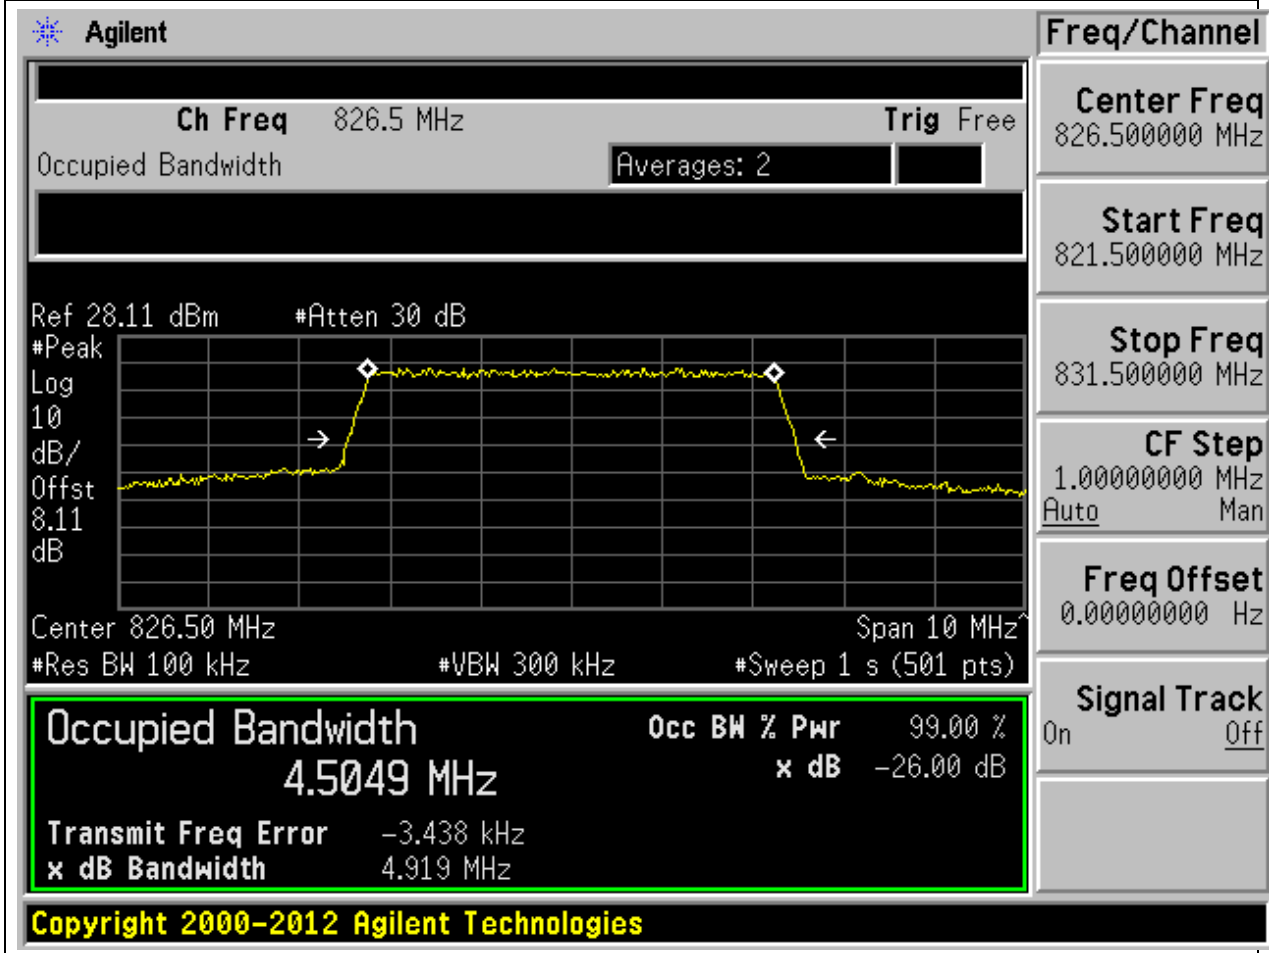 Agilent
Freq/Channel
Ch Freq 826.5 MHz Trig Free
Occupied Bandwidth Averages: 2
Center Freq
826.500000 MHz
Start Freq
821.500000 MHz
Stop Freq
831.500000 MHz
CF Step
1.00000000 MHz
Auto Man
Freq Offset
0.00000000 Hz
Signal Track
On Off
Ref 28.11 dBm #Atten 30 dB
#Peak
Log
10
dB/
Offst
8.11
dB
Center 826.50 MHz Span 10 MHz^
#Res BW 100 kHz #VBW 300 kHz #Sweep 1 s (501 pts)
Occupied Bandwidth Occ BW % Pwr 99.00 %
4.5049 MHz x dB -26.00 dB
Transmit Freq Error -3.438 kHz
x dB Bandwidth 4.919 MHz
Copyright 2000-2012 Agilent Technologies